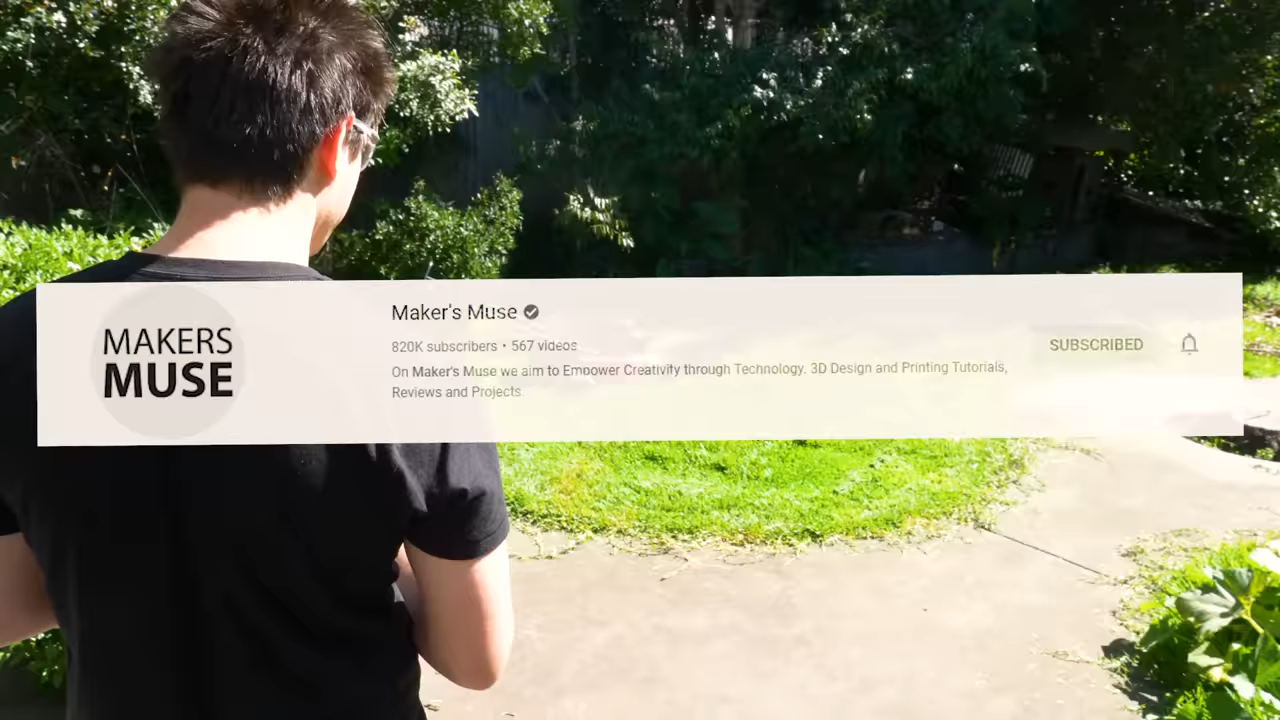 MAKERS
MUSE
Maker's Muse
820K subscribers • 567 videos
On Maker's Muse we aim to Empower Creativity through Technology. 3D Design and Printing Tutorials,
Reviews and Projects.
SUBSCRIBED